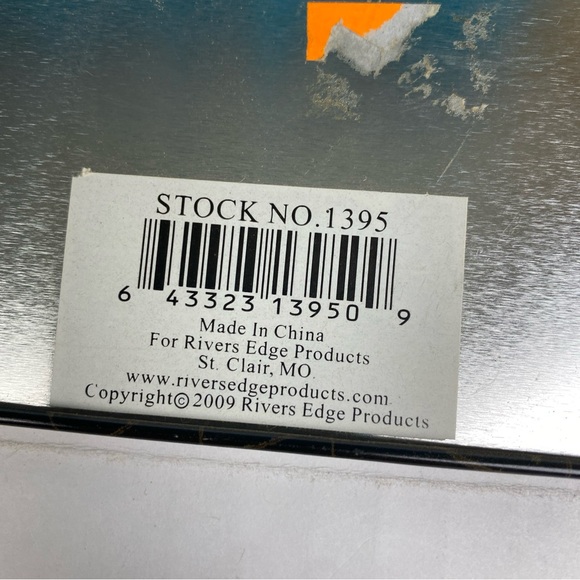 STOCK NO.1395
6 43323 13950 9
Made In China
For Rivers Edge Products
St. Clair, MO.
www.riversedgeproducts.com
Copyright©2009 Rivers Edge Products